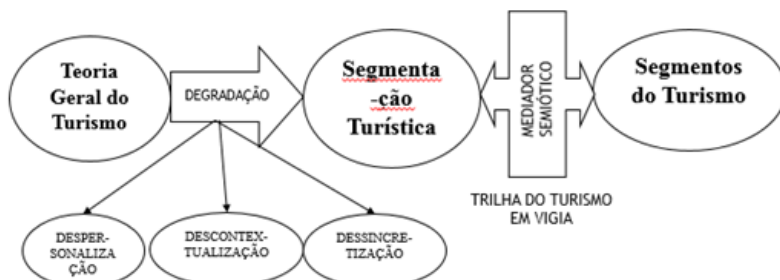 Teoria
Geral do
Turismo
DEGRADAÇÃO
Segmenta
-ção
Turística
MEDIADOR
SEMIÓTICO
Segmentos
do Turismo
TRILHA DO TURISMO
EM VIGIA
DESPER-
SONALIZA
ÇÃO
DESCONTEX-
TUALIZAÇÃO
DESSINCRE-
TIZAÇÃO